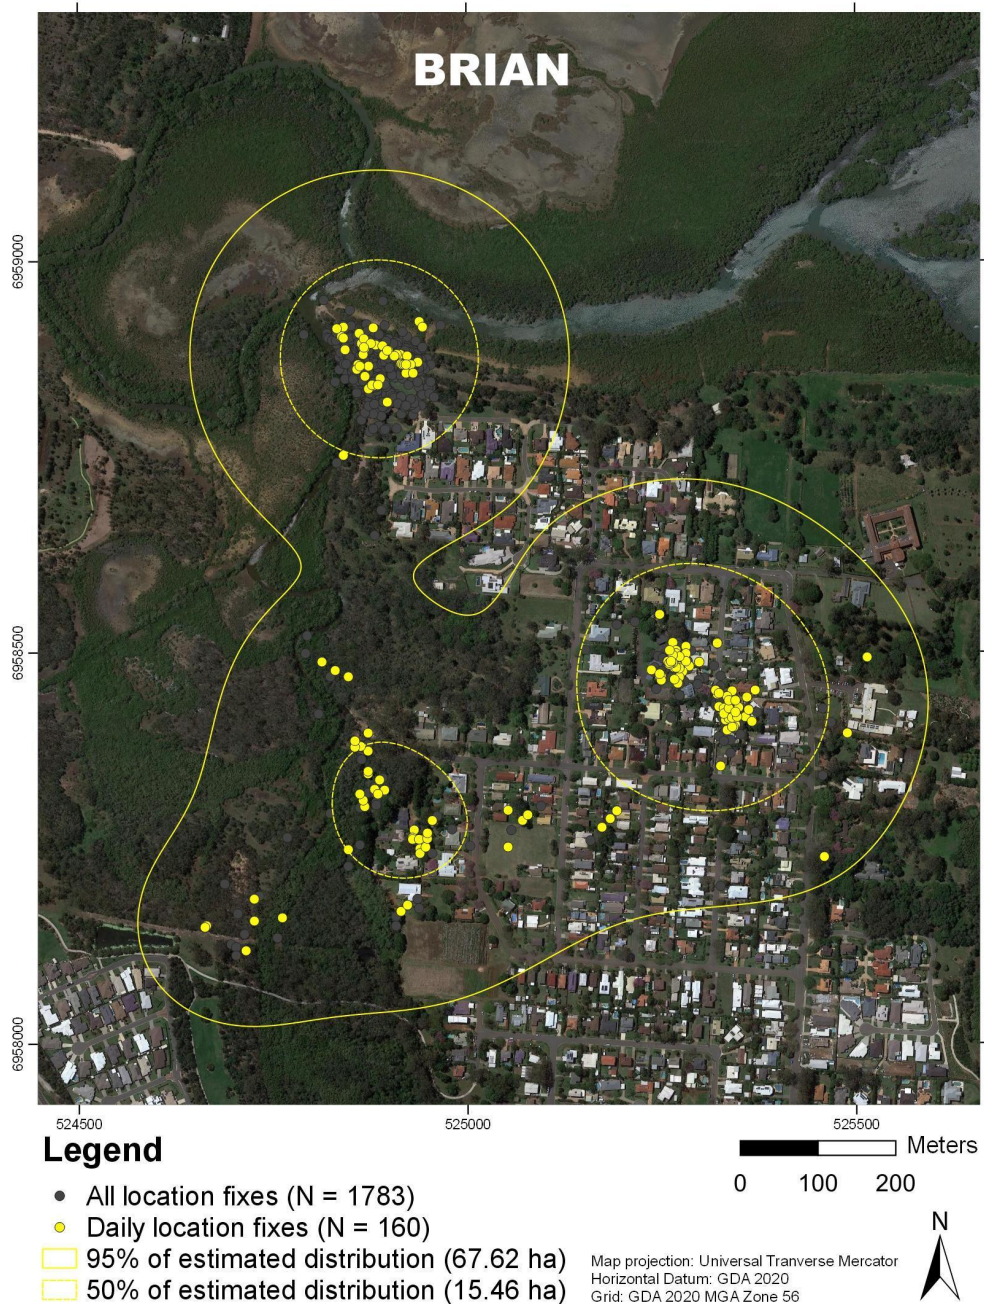 BRIAN
6959000
6958500
6958000
524500
525000
525500
Legend
Meters
0 100 200
All location fixes (N = 1783)
Daily location fixes (N = 160)
95% of estimated distribution (67.62 ha)
50% of estimated distribution (15.46 ha)
Map projection: Universal Tranverse Mercator
Horizontal Datum: GDA 2020
Grid: GDA 2020 MGA Zone 56
N